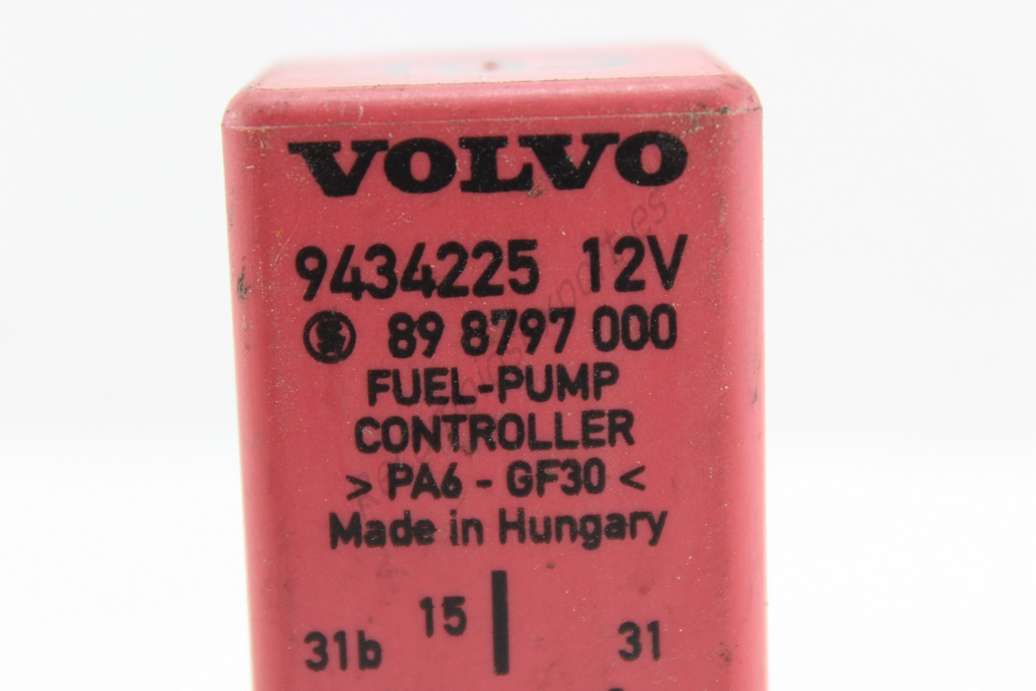 VOLVO
9434225 12V
89 8797 000
FUEL-PUMP
CONTROLLER
> PA6 - GF30 <
Made in Hungary
15
31b
31